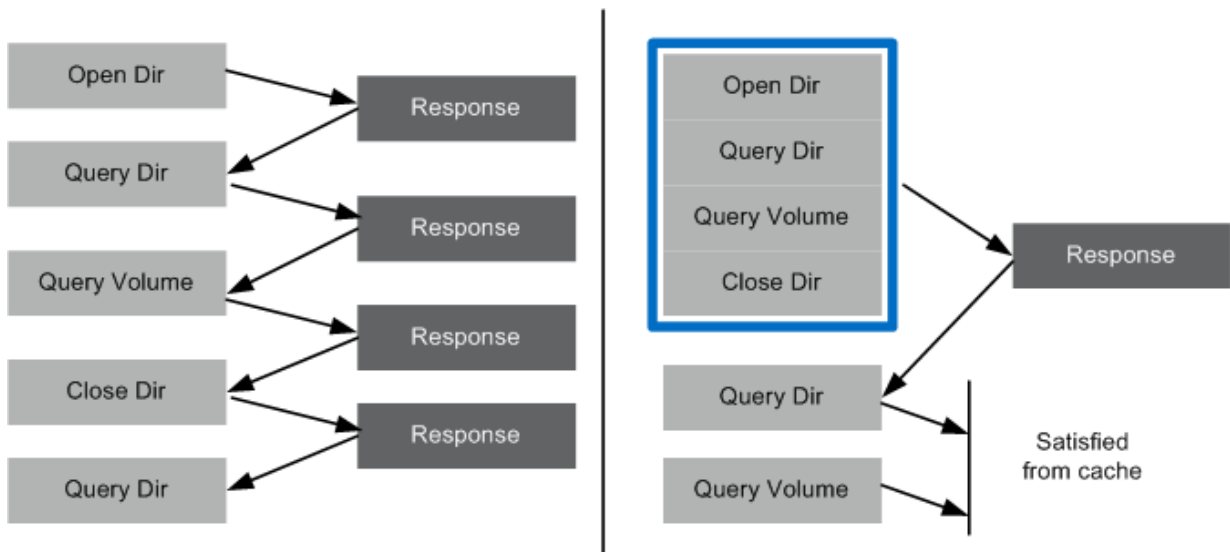 Open Dir
Response
Query Dir
Response
Query Volume
Response
Close Dir
Response
Query Dir
Open Dir
Query Dir
Query Volume
Close Dir
Response
Query Dir
Satisfied
from cache
Query Volume